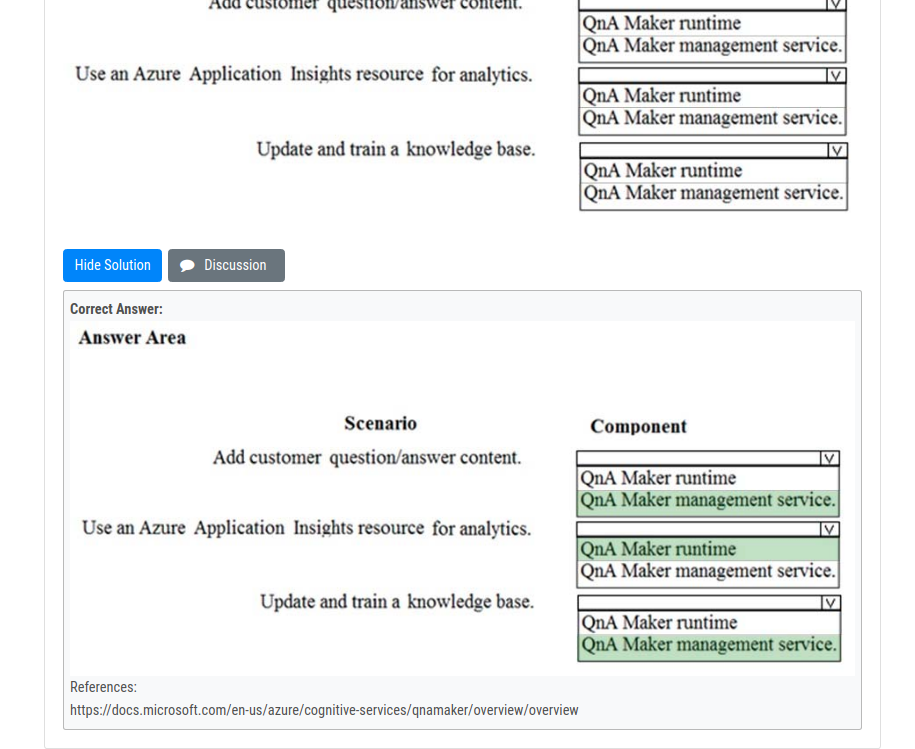 Add customer question/answer content.
QnA Maker runtime
QnA Maker management service.
Use an Azure Application Insights resource for analytics.
QnA Maker runtime
QnA Maker management service.
Update and train a knowledge base.
QnA Maker runtime
QnA Maker management service.
Hide Solution Discussion
Correct Answer:
Answer Area
Scenario Component
Add customer question/answer content.
QnA Maker runtime
QnA Maker management service.
Use an Azure Application Insights resource for analytics.
QnA Maker runtime
QnA Maker management service.
Update and train a knowledge base.
QnA Maker runtime
QnA Maker management service.
References:
https://docs.microsoft.com/en-us/azure/cognitive-services/qnamaker/overview/overview